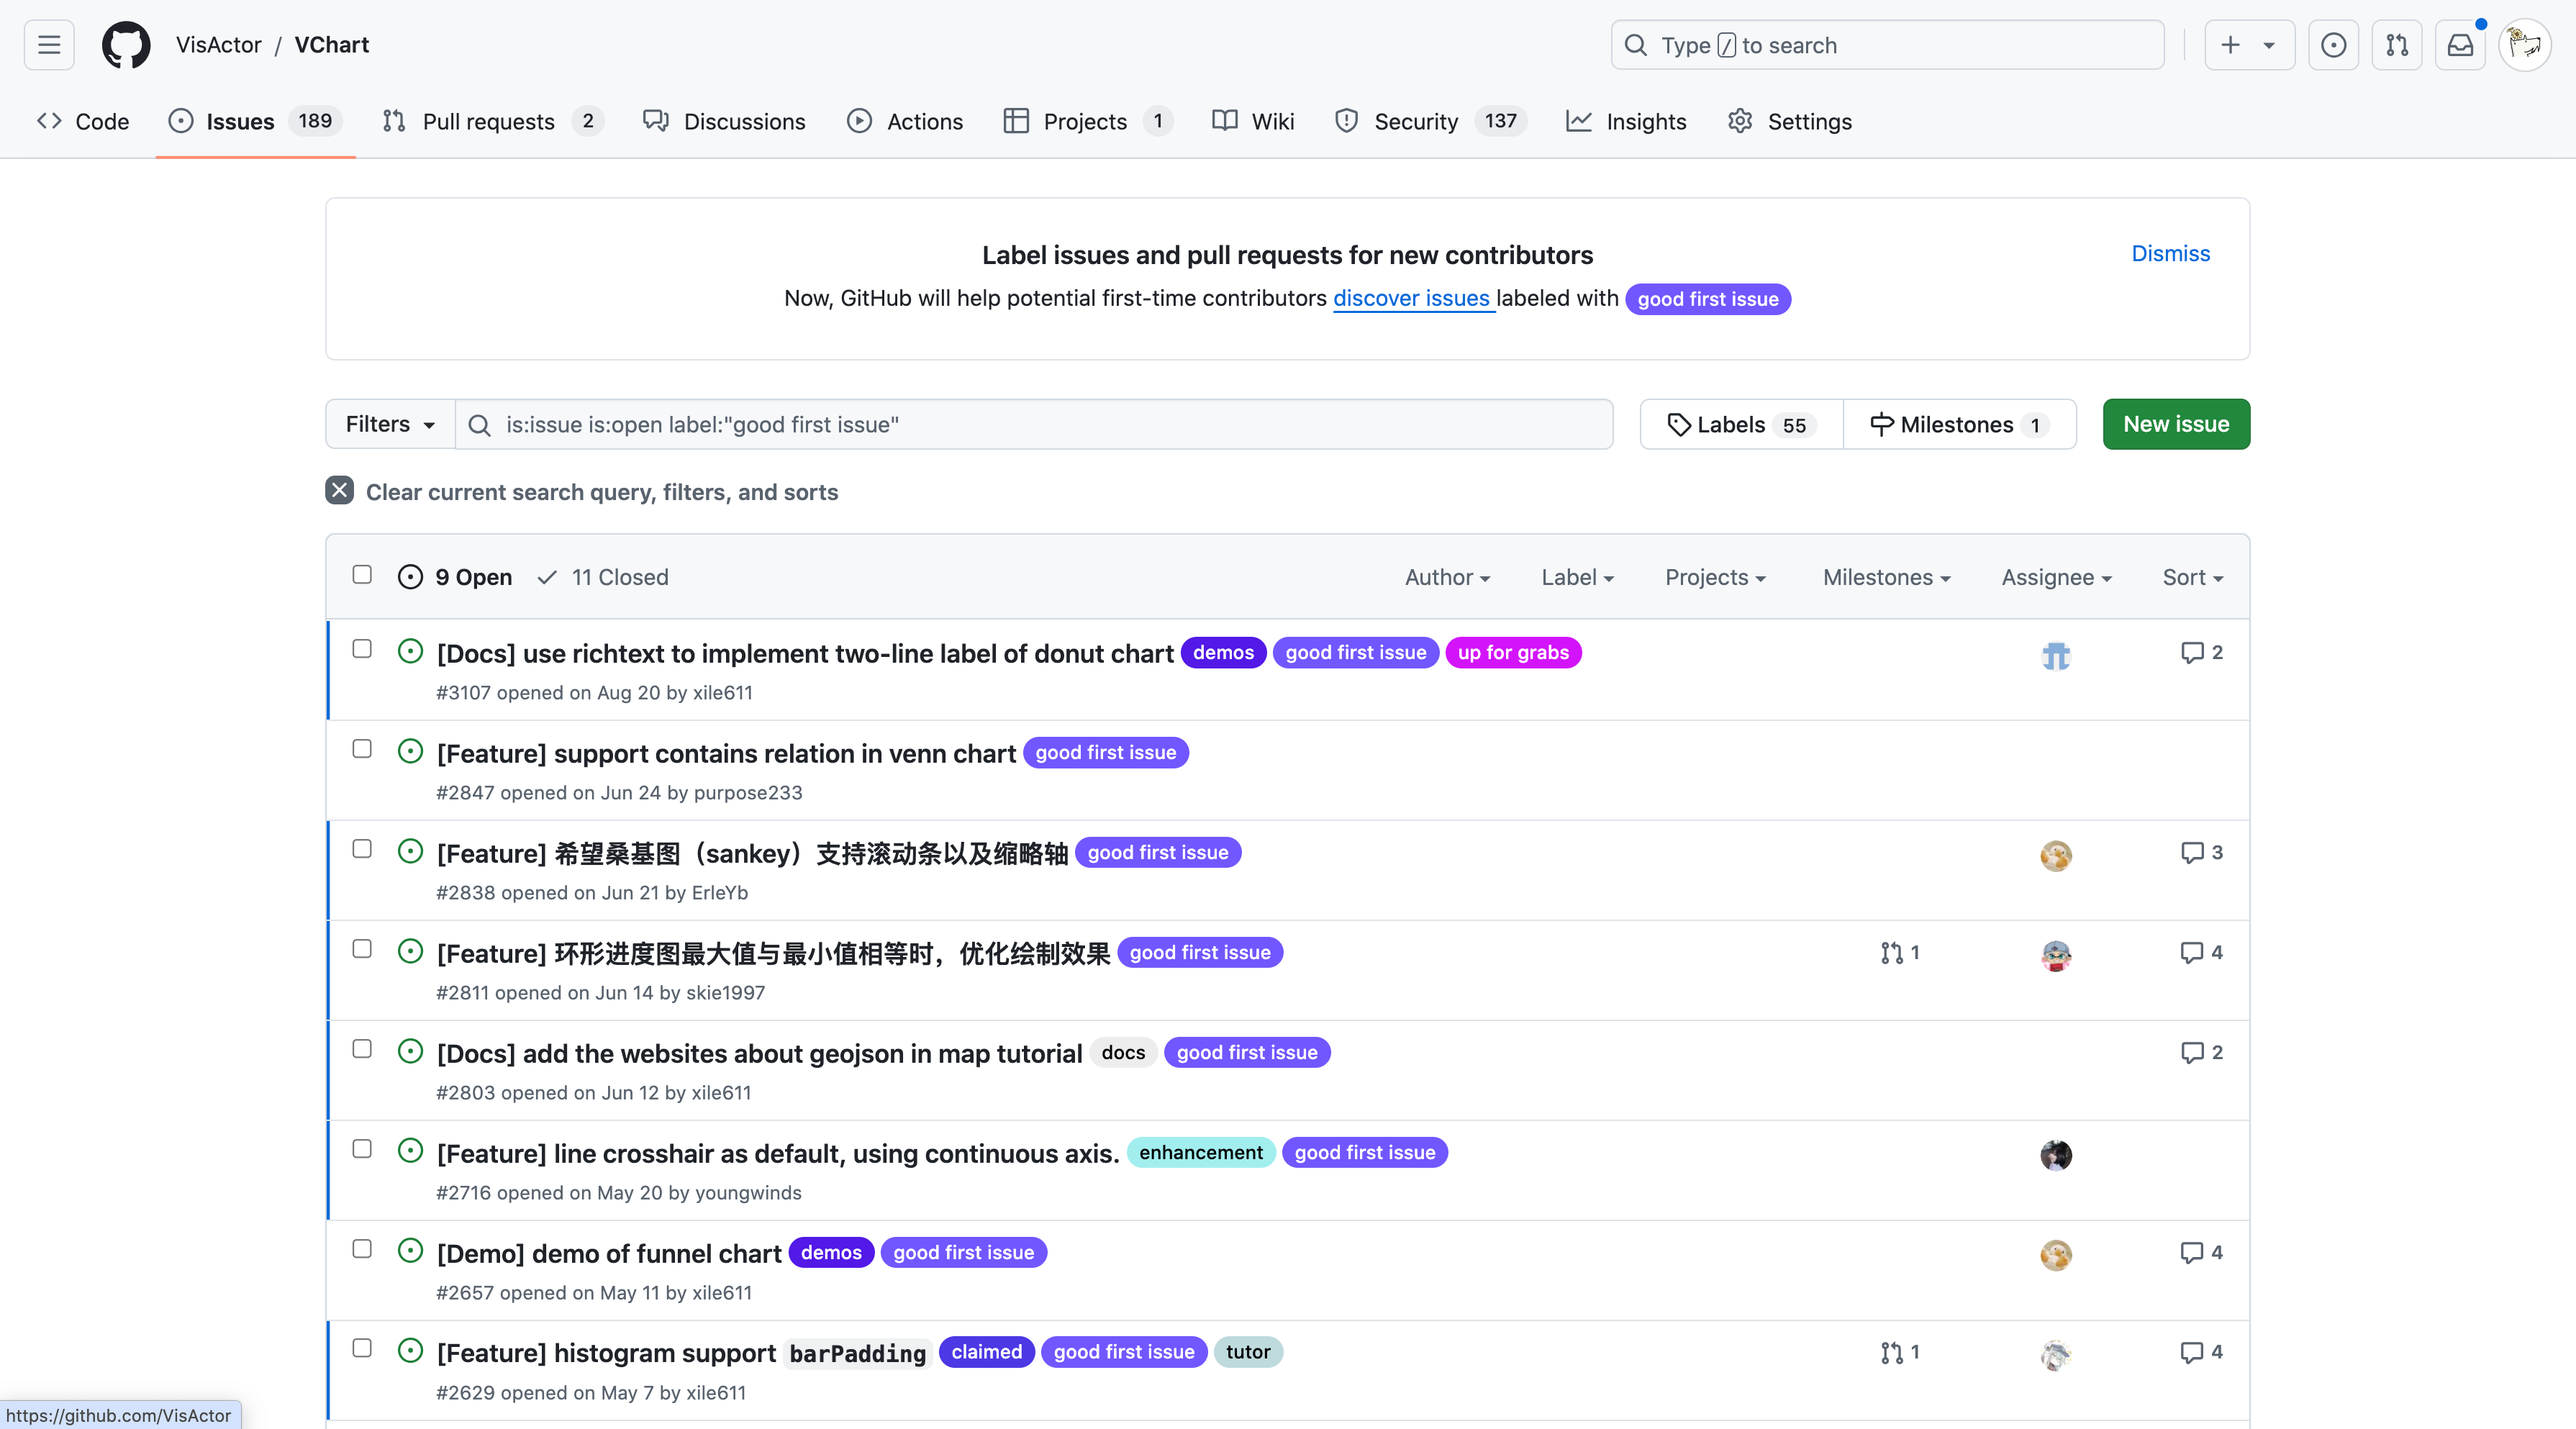 VisActor / VChart
Type / to search
Code
Issues 189
Pull requests 2
Discussions
Actions
Projects 1
Wiki
Security 137
Insights
Settings
Label issues and pull requests for new contributors
Dismiss
Now, GitHub will help potential first-time contributors discover issues labeled with good first issue
Filters
is:issue is:open label:"good first issue"
Labels 55
Milestones 1
New issue
Clear current search query, filters, and sorts
9 Open
11 Closed
Author
Label
Projects
Milestones
Assignee
Sort
[Docs] use richtext to implement two-line label of donut chart demos good first issue up for grabs 2
#3107 opened on Aug 20 by xile611
[Feature] support contains relation in venn chart good first issue
#2847 opened on Jun 24 by purpose233
[Feature] 希望桑基图（sankey）支持滚动条以及缩略轴 good first issue 3
#2838 opened on Jun 21 by ErleYb
[Feature] 环形进度图最大值与最小值相等时，优化绘制效果 good first issue 1 4
#2811 opened on Jun 14 by skie1997
[Docs] add the websites about geojson in map tutorial docs good first issue 2
#2803 opened on Jun 12 by xile611
[Feature] line crosshair as default, using continuous axis. enhancement good first issue
#2716 opened on May 20 by youngwinds
[Demo] demo of funnel chart demos good first issue 4
#2657 opened on May 11 by xile611
[Feature] histogram support barPadding claimed good first issue tutor 1 4
#2629 opened on May 7 by xile611
https://github.com/VisActor